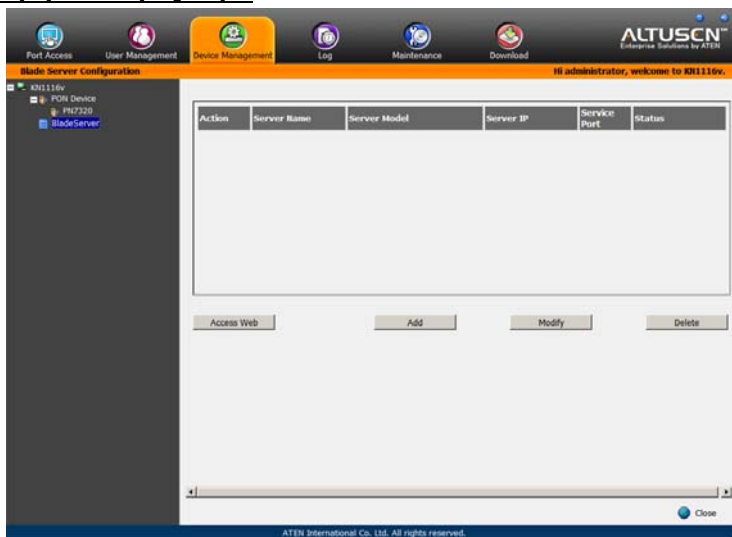 Port Access User Management Device Management Log Maintenance Download
ALTUSCN™
Enterprise Solutions by ATEN
Blade Server Configuration Hi administrator, welcome to KN1116v.
KN1116v
PON Device
PN7320
BladeServer
Action Server Name Server Model Server IP Service Port Status
Access Web Add Modify Delete
Close
ATEN International Co. Ltd. All rights reserved.